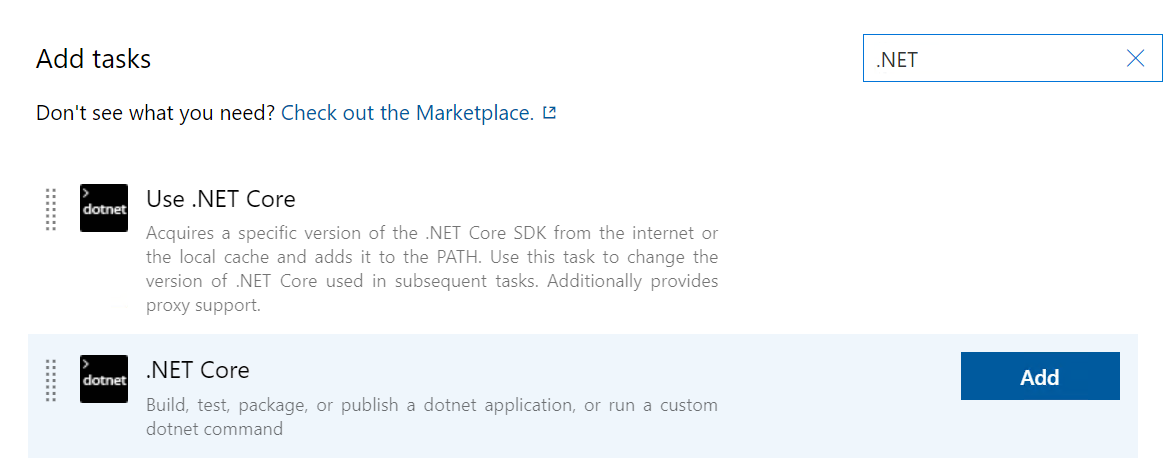 Add tasks
.NET
Don't see what you need? Check out the Marketplace.
>
dotnet
Use .NET Core
Acquires a specific version of the .NET Core SDK from the internet or
the local cache and adds it to the PATH. Use this task to change the
version of .NET Core used in subsequent tasks. Additionally provides
proxy support.
>
dotnet
.NET Core
Add
Build, test, package, or publish a dotnet application, or run a custom
dotnet command